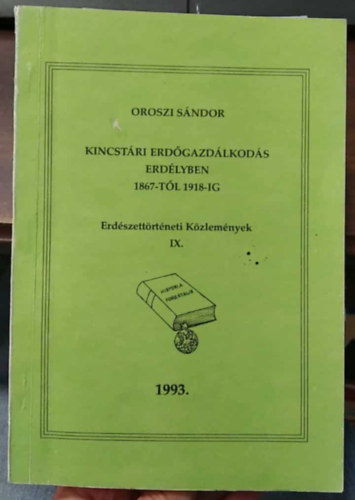 OROSZI SÁNDOR
KINCSTÁRI ERDŐGAZDÁLKODÁS
ERDÉLYBEN
1867-TŐL 1918-IG
Erdészettörténeti Közlemények
IX.
1993.